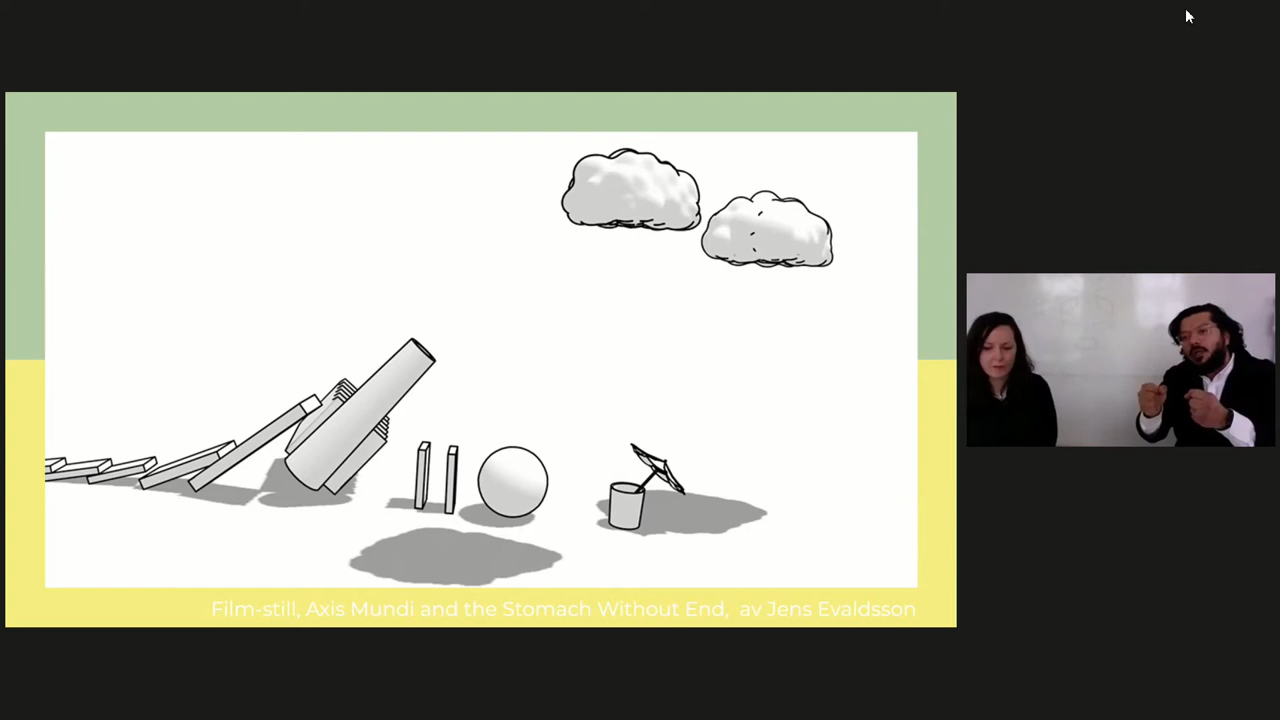 Film-still, Axis Mundi and the Stomach Without End, av Jens Evaldsson